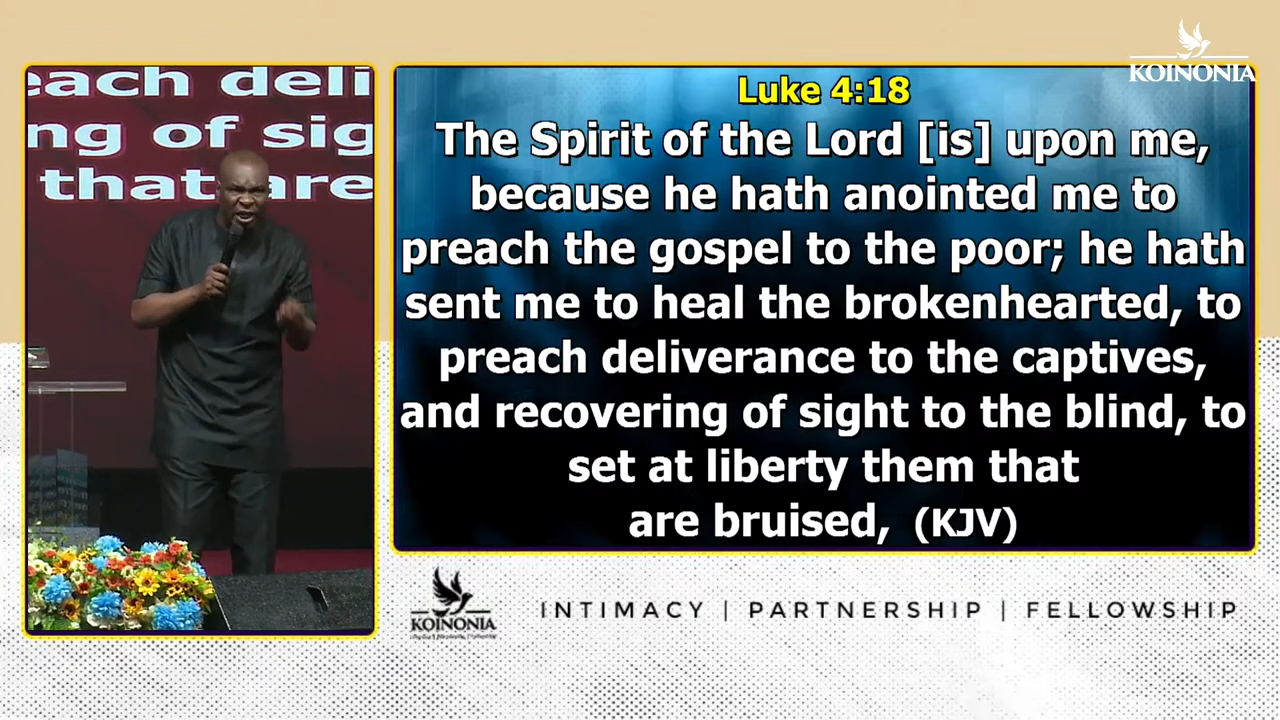 KOINONIA
each deli
ng of sig
that are
Luke 4:18
The Spirit of the Lord [is] upon me,
because he hath anointed me to
preach the gospel to the poor; he hath
sent me to heal the brokenhearted, to
preach deliverance to the captives,
and recovering of sight to the blind, to
set at liberty them that
are bruised, (KJV)
KOINONIA
INTIMACY | PARTNERSHIP | FELLOWSHIP